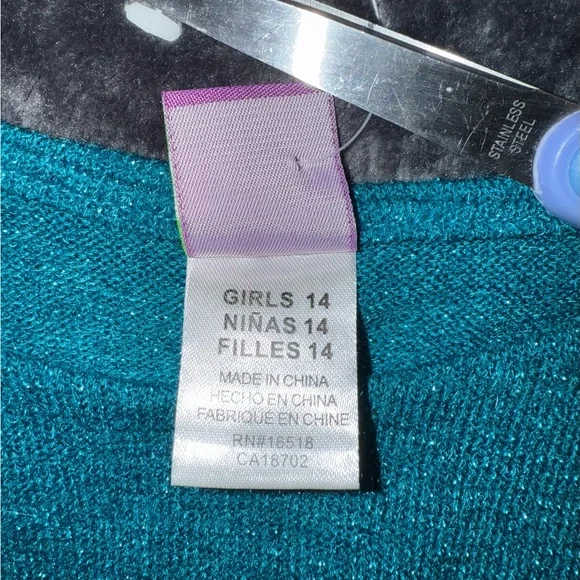 STAINLESS
STEEL
GIRLS 14
NIÑAS 14
FILLES 14
MADE IN CHINA
HECHO EN CHINA
FABRIQUÉ EN CHINE
RN#16518
CA18702